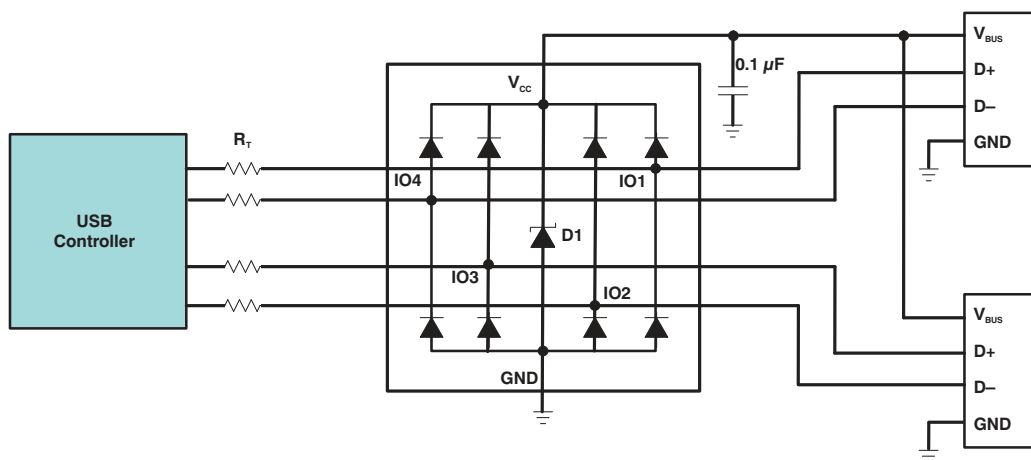 V_BUS
0.1 µF
D+
V_CC
D–
R_T
GND
IO4
IO1
USB
Controller
D1
IO3
IO2
V_BUS
D+
GND
D–
GND